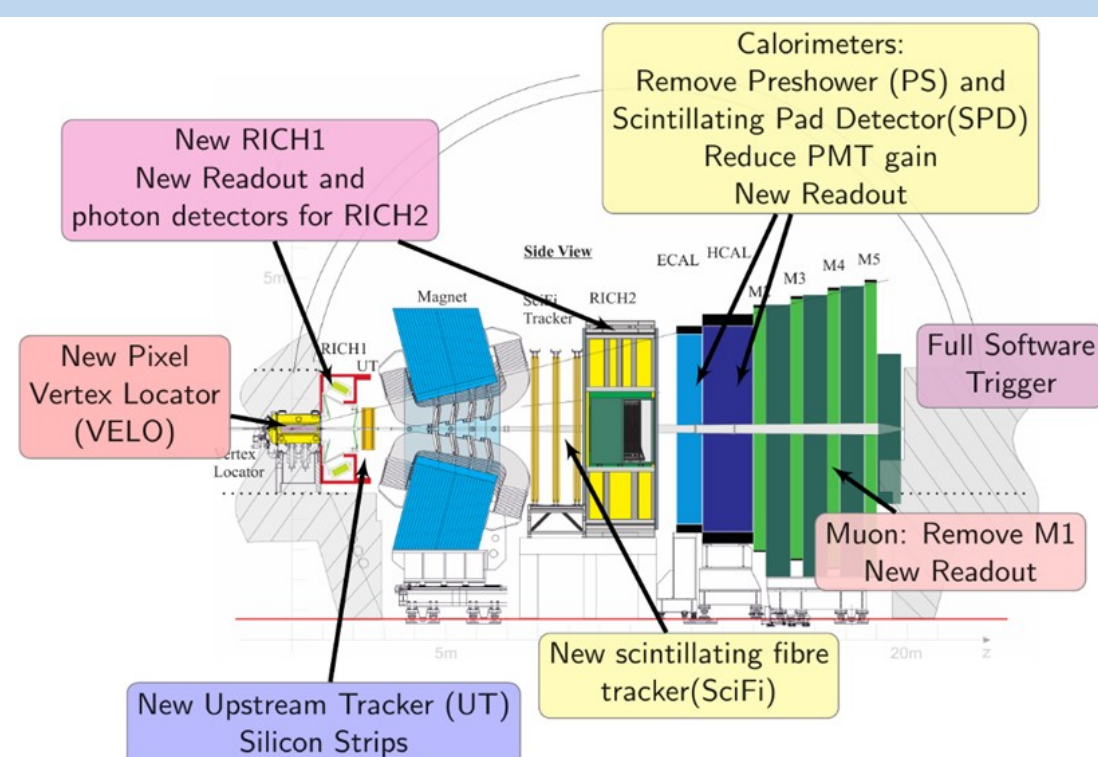 Calorimeters:
Remove Preshower (PS) and
Scintillating Pad Detector(SPD)
Reduce PMT gain
New Readout
New RICH1
New Readout and
photon detectors for RICH2
Side View
ECAL HCAL
M2 M3 M4 M5
5m
Magnet
SciFi
Tracker
RICH2
RICH1
UT
New Pixel
Vertex Locator
(VELO)
Full Software
Trigger
Vertex
Locator
Muon: Remove M1
New Readout
New scintillating fibre
tracker(SciFi)
5m
20m
z
New Upstream Tracker (UT)
Silicon Strips